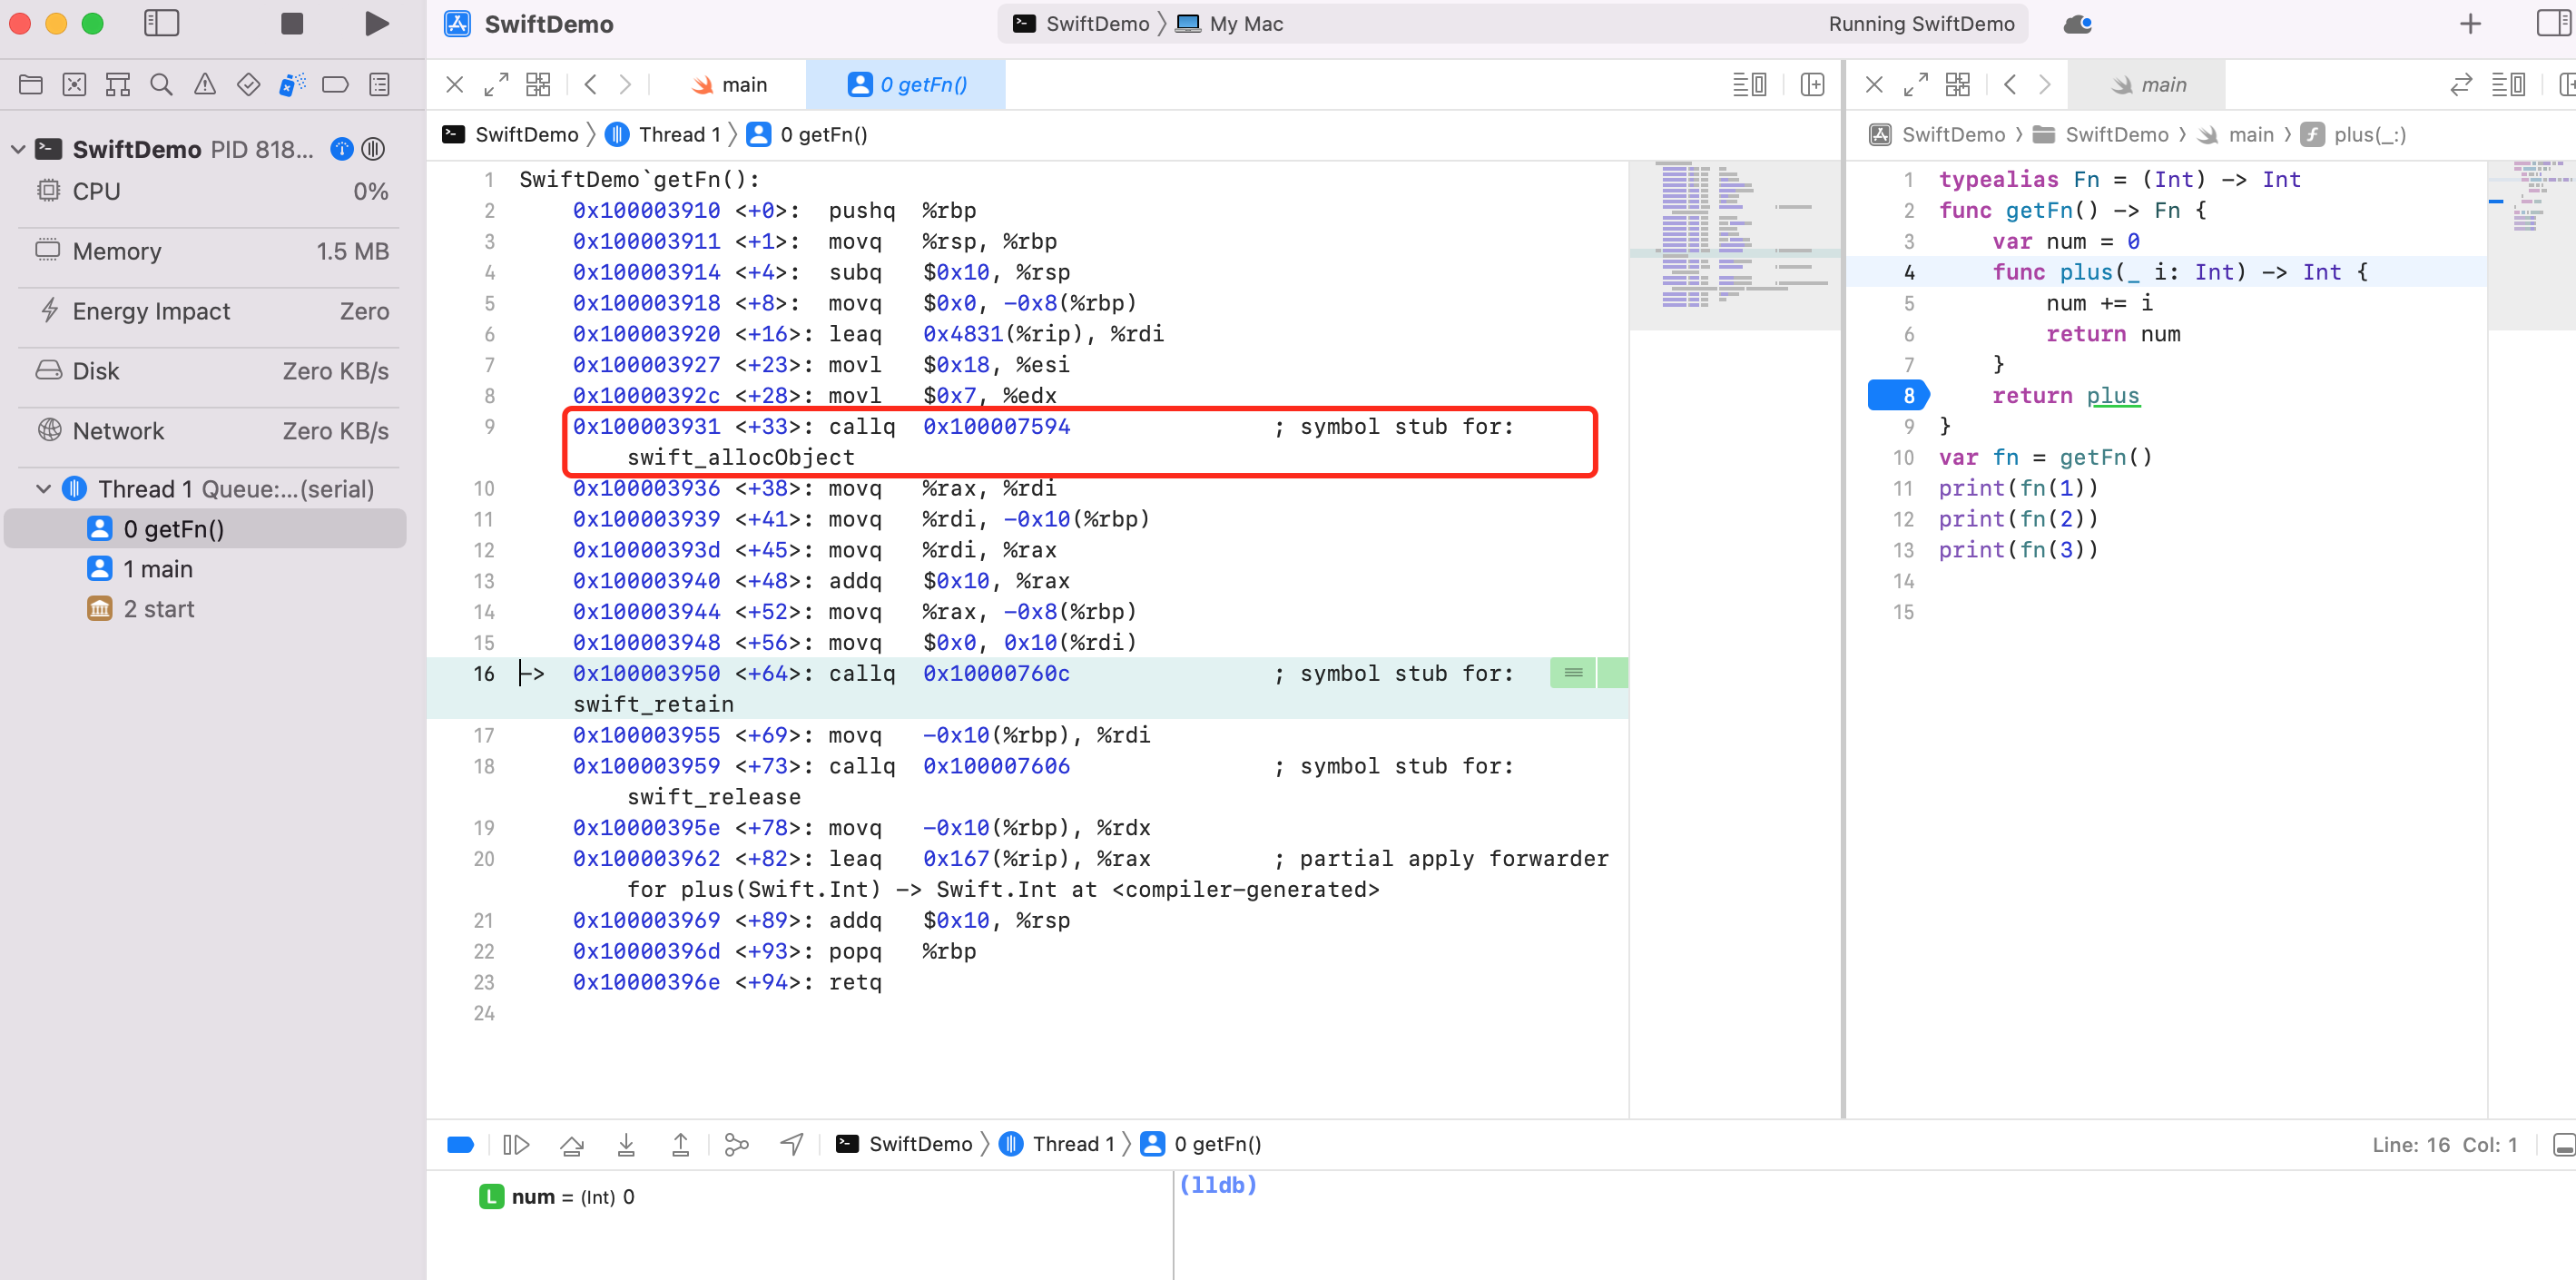 SwiftDemo
SwiftDemo
My Mac
Running SwiftDemo
main
0 getFn()
main
SwiftDemo
Thread 1
0 getFn()
SwiftDemo
SwiftDemo
main
plus(_:)
SwiftDemo PID 818...
CPU 0%
Memory 1.5 MB
Energy Impact Zero
Disk Zero KB/s
Network Zero KB/s
Thread 1 Queue:...(serial)
0 getFn()
1 main
2 start
1 SwiftDemo`getFn():
2 0x100003910 <+0>: pushq %rbp
3 0x100003911 <+1>: movq %rsp, %rbp
4 0x100003914 <+4>: subq $0x10, %rsp
5 0x100003918 <+8>: movq $0x0, -0x8(%rbp)
6 0x100003920 <+16>: leaq 0x4831(%rip), %rdi
7 0x100003927 <+23>: movl $0x18, %esi
8 0x10000392c <+28>: movl $0x7, %edx
9 0x100003931 <+33>: callq 0x100007594 ; symbol stub for:
swift_allocObject
10 0x100003936 <+38>: movq %rax, %rdi
11 0x100003939 <+41>: movq %rdi, -0x10(%rbp)
12 0x10000393d <+45>: movq %rdi, %rax
13 0x100003940 <+48>: addq $0x10, %rax
14 0x100003944 <+52>: movq %rax, -0x8(%rbp)
15 0x100003948 <+56>: movq $0x0, 0x10(%rdi)
16 -> 0x100003950 <+64>: callq 0x10000760c ; symbol stub for:
swift_retain
17 0x100003955 <+69>: movq -0x10(%rbp), %rdi
18 0x100003959 <+73>: callq 0x100007606 ; symbol stub for:
swift_release
19 0x10000395e <+78>: movq -0x10(%rbp), %rdx
20 0x100003962 <+82>: leaq 0x167(%rip), %rax ; partial apply forwarder
for plus(Swift.Int) -> Swift.Int at <compiler-generated>
21 0x100003969 <+89>: addq $0x10, %rsp
22 0x10000396d <+93>: popq %rbp
23 0x10000396e <+94>: retq
24
1 typealias Fn = (Int) -> Int
2 func getFn() -> Fn {
3 var num = 0
4 func plus(_ i: Int) -> Int {
5 num += i
6 return num
7 }
8 return plus
9 }
10 var fn = getFn()
11 print(fn(1))
12 print(fn(2))
13 print(fn(3))
14
15
SwiftDemo
Thread 1
0 getFn()
Line: 16 Col: 1
L num = (Int) 0
(lldb)